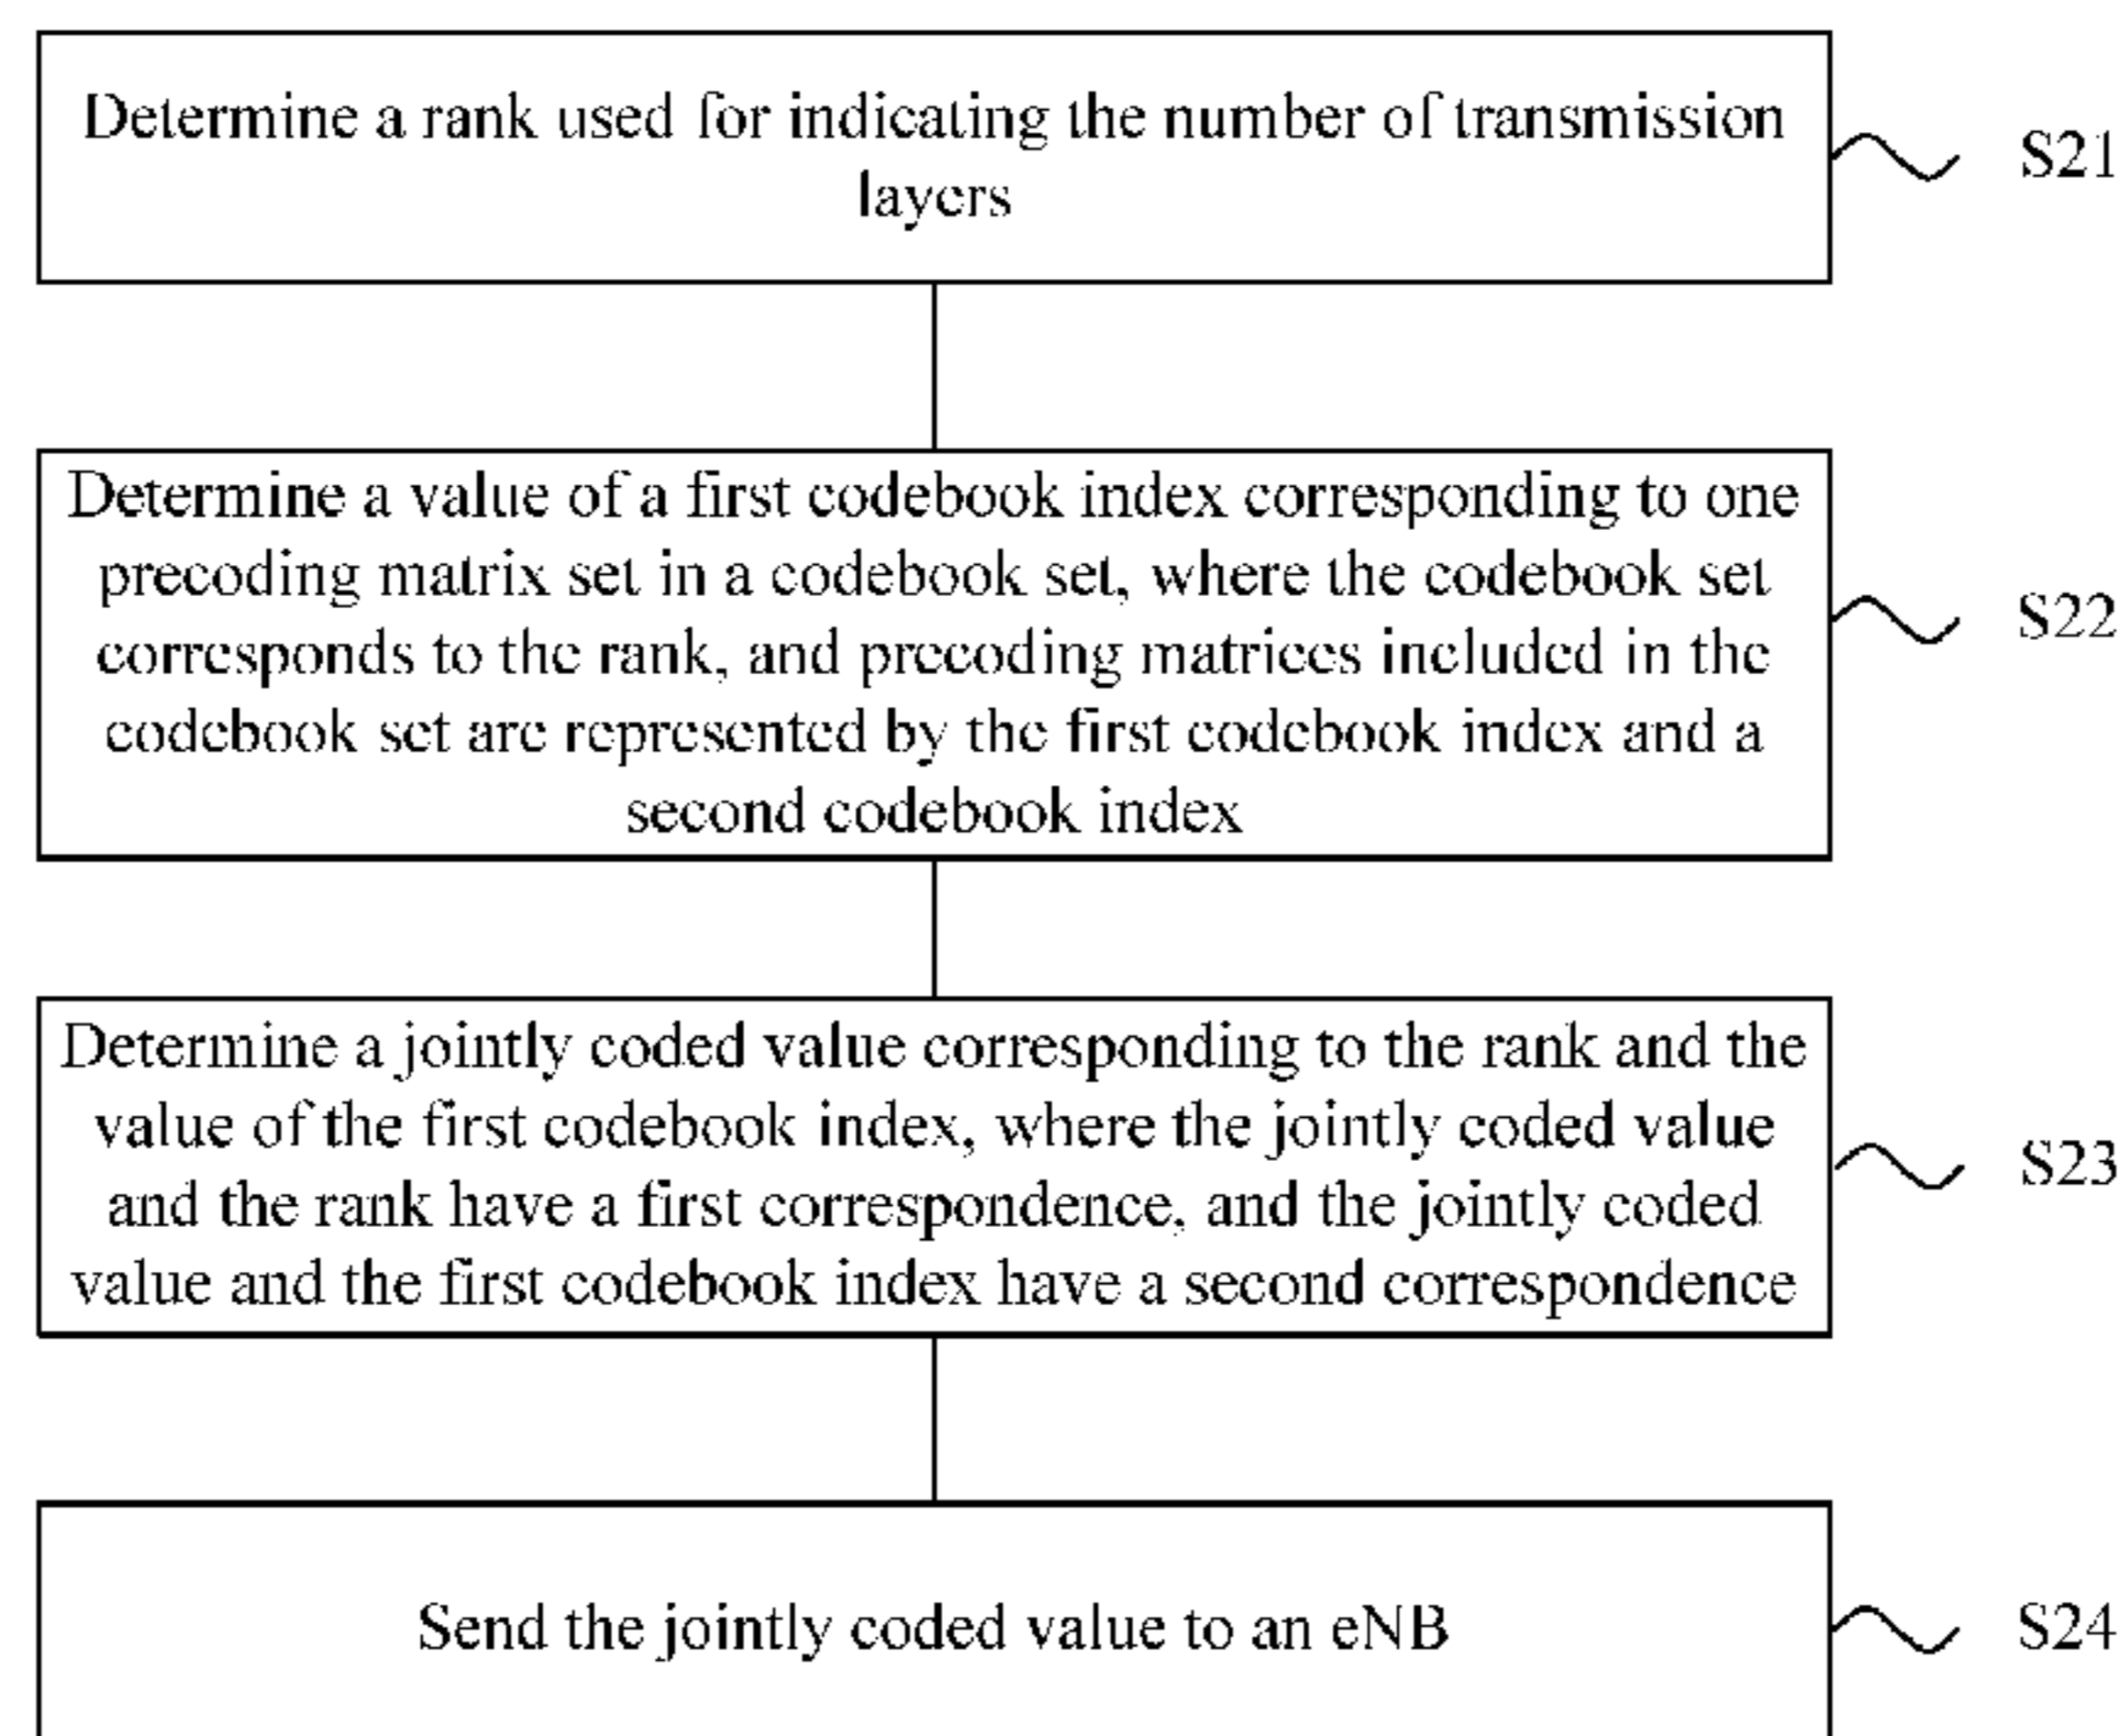 Determine a rank used for indicating the number of transmission
layers
S21
Determine a value of a first codebook index corresponding to one
precoding matrix set in a codebook set, where the codebook set
corresponds to the rank, and precoding matrices included in the
codebook set are represented by the first codebook index and a
second codebook index
S22
Determine a jointly coded value corresponding to the rank and the
value of the first codebook index, where the jointly coded value
and the rank have a first correspondence, and the jointly coded
value and the first codebook index have a second correspondence
S23
Send the jointly coded value to an eNB
S24